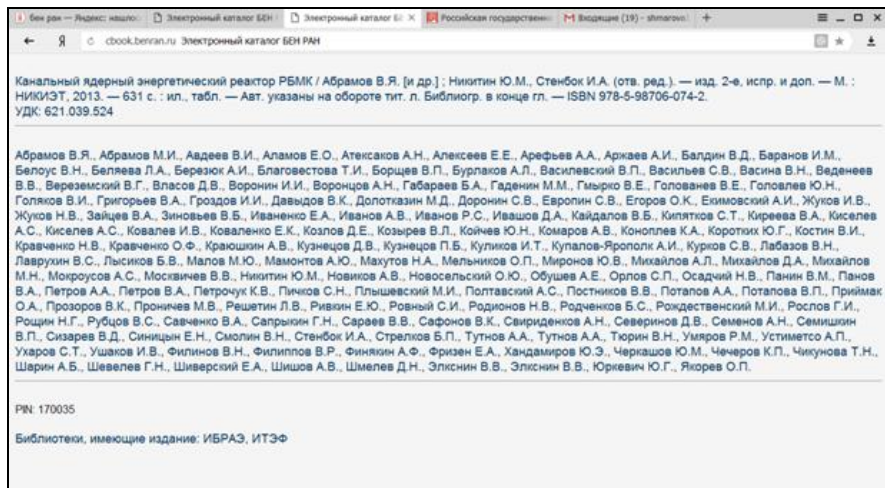 бен ран — Яндекс: нашлос
Электронный каталог БЕН
Электронный каталог БЕ
Российская государственн
Входящие (19) - shmarovo
cbook.benran.ru Электронный каталог БЕН РАН
Канальный ядерный энергетический реактор РБМК / Абрамов В.Я. [и др.] ; Никитин Ю.М., Стенбок И.А. (отв. ред.). — изд. 2-е, испр. и доп. — М. :
НИКИЭТ, 2013. — 631 с. : ил., табл. — Авт. указаны на обороте тит. л. Библиогр. в конце гл. — ISBN 978-5-98706-074-2.
УДК: 621.039.524
Абрамов В.Я., Абрамов М.И., Авдеев В.И., Аламов Е.О., Атексаков А.Н., Алексеев Е.Е., Арефьев А.А., Аржаев А.И., Балдин В.Д., Баранов И.М.,
Белоус В.Н., Беляева Л.А., Березюк А.И., Благовестова Т.И., Борщев В.П., Бурлаков А.Л., Василевский В.П., Васильев С.В., Васина В.Н., Веденеев
В.В., Вереземский В.Г., Власов Д.В., Воронин И.И., Воронцов А.Н., Габараев Б.А., Гаденин М.М., Гмырко В.Е., Голованев В.Е., Головлев Ю.Н.,
Голяков В.И., Григорьев В.А., Гроздов И.И., Давыдов В.К., Долотказин М.Д., Доронин С.В., Европин С.В., Егоров О.К., Екимовский А.И., Жуков И.В.,
Жуков Н.В., Зайцев В.А., Зиновьев В.Б., Иваненко Е.А., Иванов А.В., Иванов Р.С., Ивашов Д.А., Кайдалов В.Б., Кипятков С.Т., Киреева В.А., Киселев
А.С., Киселев А.С., Ковалев И.В., Коваленко Е.К., Козлов Д.Е., Козырев В.Л., Койчев Ю.Н., Комаров А.В., Коноплев К.А., Коротких Ю.Г., Костин В.И.,
Кравченко Н.В., Кравченко О.Ф., Краюшкин А.В., Кузнецов Д.В., Кузнецов П.Б., Куликов И.Т., Купалов-Ярополк А.И., Курков С.В., Лабазов В.Н.,
Лаврухин В.С., Лысиков Б.В., Малов М.Ю., Мамонтов А.Ю., Махутов Н.А., Мельников О.П., Миронов Ю.В., Михайлов А.Л., Михайлов Д.А., Михайлов
М.Н., Мокроусов А.С., Москвичев В.В., Никитин Ю.М., Новиков А.В., Новосельский О.Ю., Обушев А.Е., Орлов С.П., Осадчий Н.В., Панин В.М., Панов
В.А., Петров А.А., Петров В.А., Петрочук К.В., Пичков С.Н., Плышевский М.И., Полтавский А.С., Постников В.В., Потапов А.А., Потапова В.П., Приймак
О.А., Прозоров В.К., Проничев М.В., Решетин Л.В., Ривкин Е.Ю., Ровный С.И., Родионов Н.В., Родченков Б.С., Рождественский М.И., Рослов Г.И.,
Рощин Н.Г., Рубцов В.С., Савченко В.А., Сапрыкин Г.Н., Сараев В.В., Сафонов В.К., Свириденков А.Н., Северинов Д.В., Семенов А.Н., Семишкин
В.П., Сизарев В.Д., Синицын Е.Н., Смолин В.Н., Стенбок И.А., Стрелков Б.П., Тутнов А.А., Тутнов А.А., Тюрин В.Н., Умяров Р.М., Устиметсо А.П.,
Ухаров С.Т., Ушаков И.В., Филинов В.Н., Филиппов В.Р., Финякин А.Ф., Фризен Е.А., Хандамиров Ю.Э., Черкашов Ю.М., Чечеров К.П., Чикунова Т.Н.,
Шарин А.Б., Шевелев Г.Н., Шиверский Е.А., Шишов А.В., Шмелев Д.Н., Элкснин В.В., Элкснин В.В., Юркевич Ю.Г., Якорев О.П.
PIN: 170035
Библиотеки, имеющие издание: ИБРАЭ, ИТЭФ